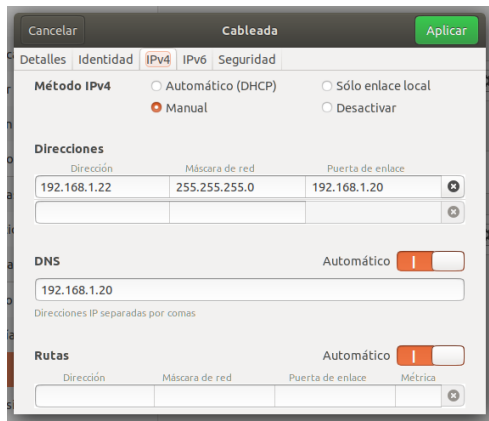 Cancelar Cableada Aplicar
Detalles Identidad IPv4 IPv6 Seguridad
Método IPv4 Automático (DHCP) Sólo enlace local
Manual Desactivar
Direcciones
Dirección Máscara de red Puerta de enlace
192.168.1.22 255.255.255.0 192.168.1.20
DNS Automático
192.168.1.20
Direcciones IP separadas por comas
Rutas Automático
Dirección Máscara de red Puerta de enlace Métrica